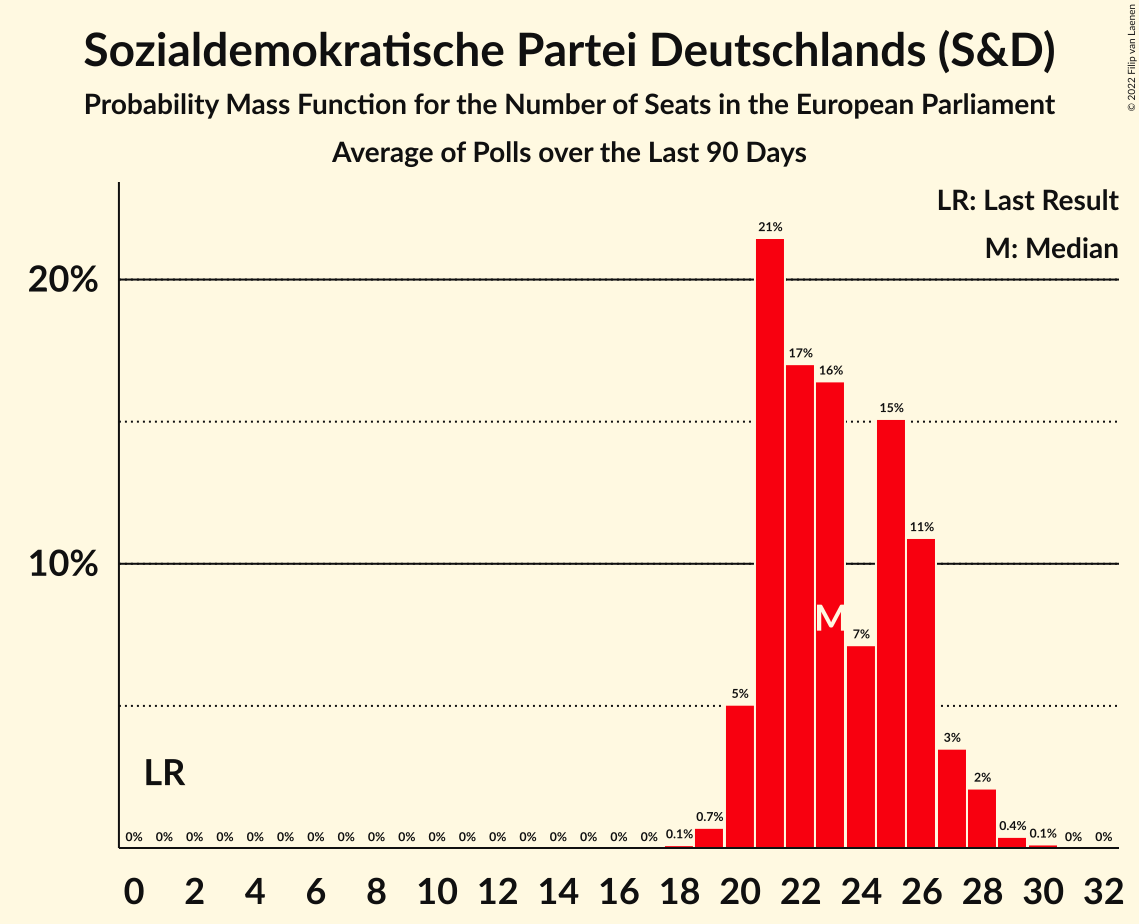 Sozialdemokratische Partei Deutschlands (S&D)
Probability Mass Function for the Number of Seats in the European Parliament
Average of Polls over the Last 90 Days
© 2022 Filip van Laenen
LR: Last Result
M: Median
20%
10%
21%
17%
16%
15%
11%
M
7%
5%
3%
2%
LR
0% 0% 0% 0% 0% 0% 0% 0% 0% 0% 0% 0% 0% 0% 0% 0% 0% 0% 0.1% 0.7% 0.4% 0.1% 0% 0%
0 2 4 6 8 10 12 14 16 18 20 22 24 26 28 30 32